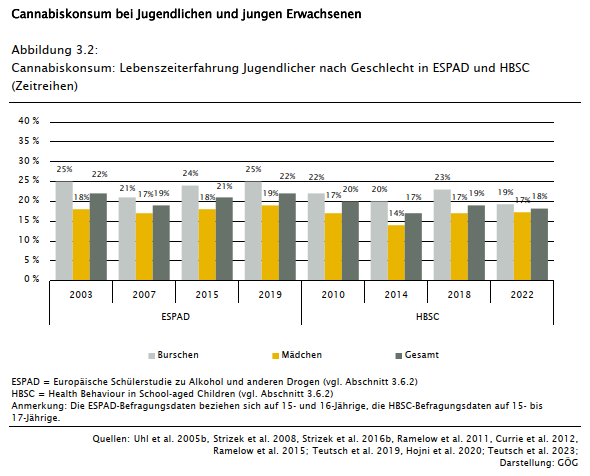 Cannabiskonsum bei Jugendlichen und jungen Erwachsenen
Abbildung 3.2:
Cannabiskonsum: Lebenszeiterfahrung Jugendlicher nach Geschlecht in ESPAD und HBSC
(Zeitreihen)
40 %
35 %
30 %
25 %
20 %
15 %
10 %
5 %
0 %
25% 18% 22% 21% 17% 19% 24% 18% 21% 25% 19% 22% 22% 17% 20% 20% 14% 17% 23% 17% 19% 19% 17% 18%
2003 2007 2015 2019 2010 2014 2018 2022
ESPAD HBSC
Burschen Mädchen Gesamt
ESPAD = Europäische Schülerstudie zu Alkohol und anderen Drogen (vgl. Abschnitt 3.6.2)
HBSC = Health Behaviour in School-aged Children (vgl. Abschnitt 3.6.2)
Anmerkung: Die ESPAD-Befragungsdaten beziehen sich auf 15- und 16-Jährige, die HBSC-Befragungsdaten auf 15- bis
17-Jährige.
Quellen: Uhl et al. 2005b, Strizek et al. 2008, Strizek et al. 2016b, Ramelow et al. 2011, Currie et al. 2012,
Ramelow et al. 2015; Teutsch et al. 2019, Hojni et al. 2020; Teutsch et al. 2023;
Darstellung: GÖG